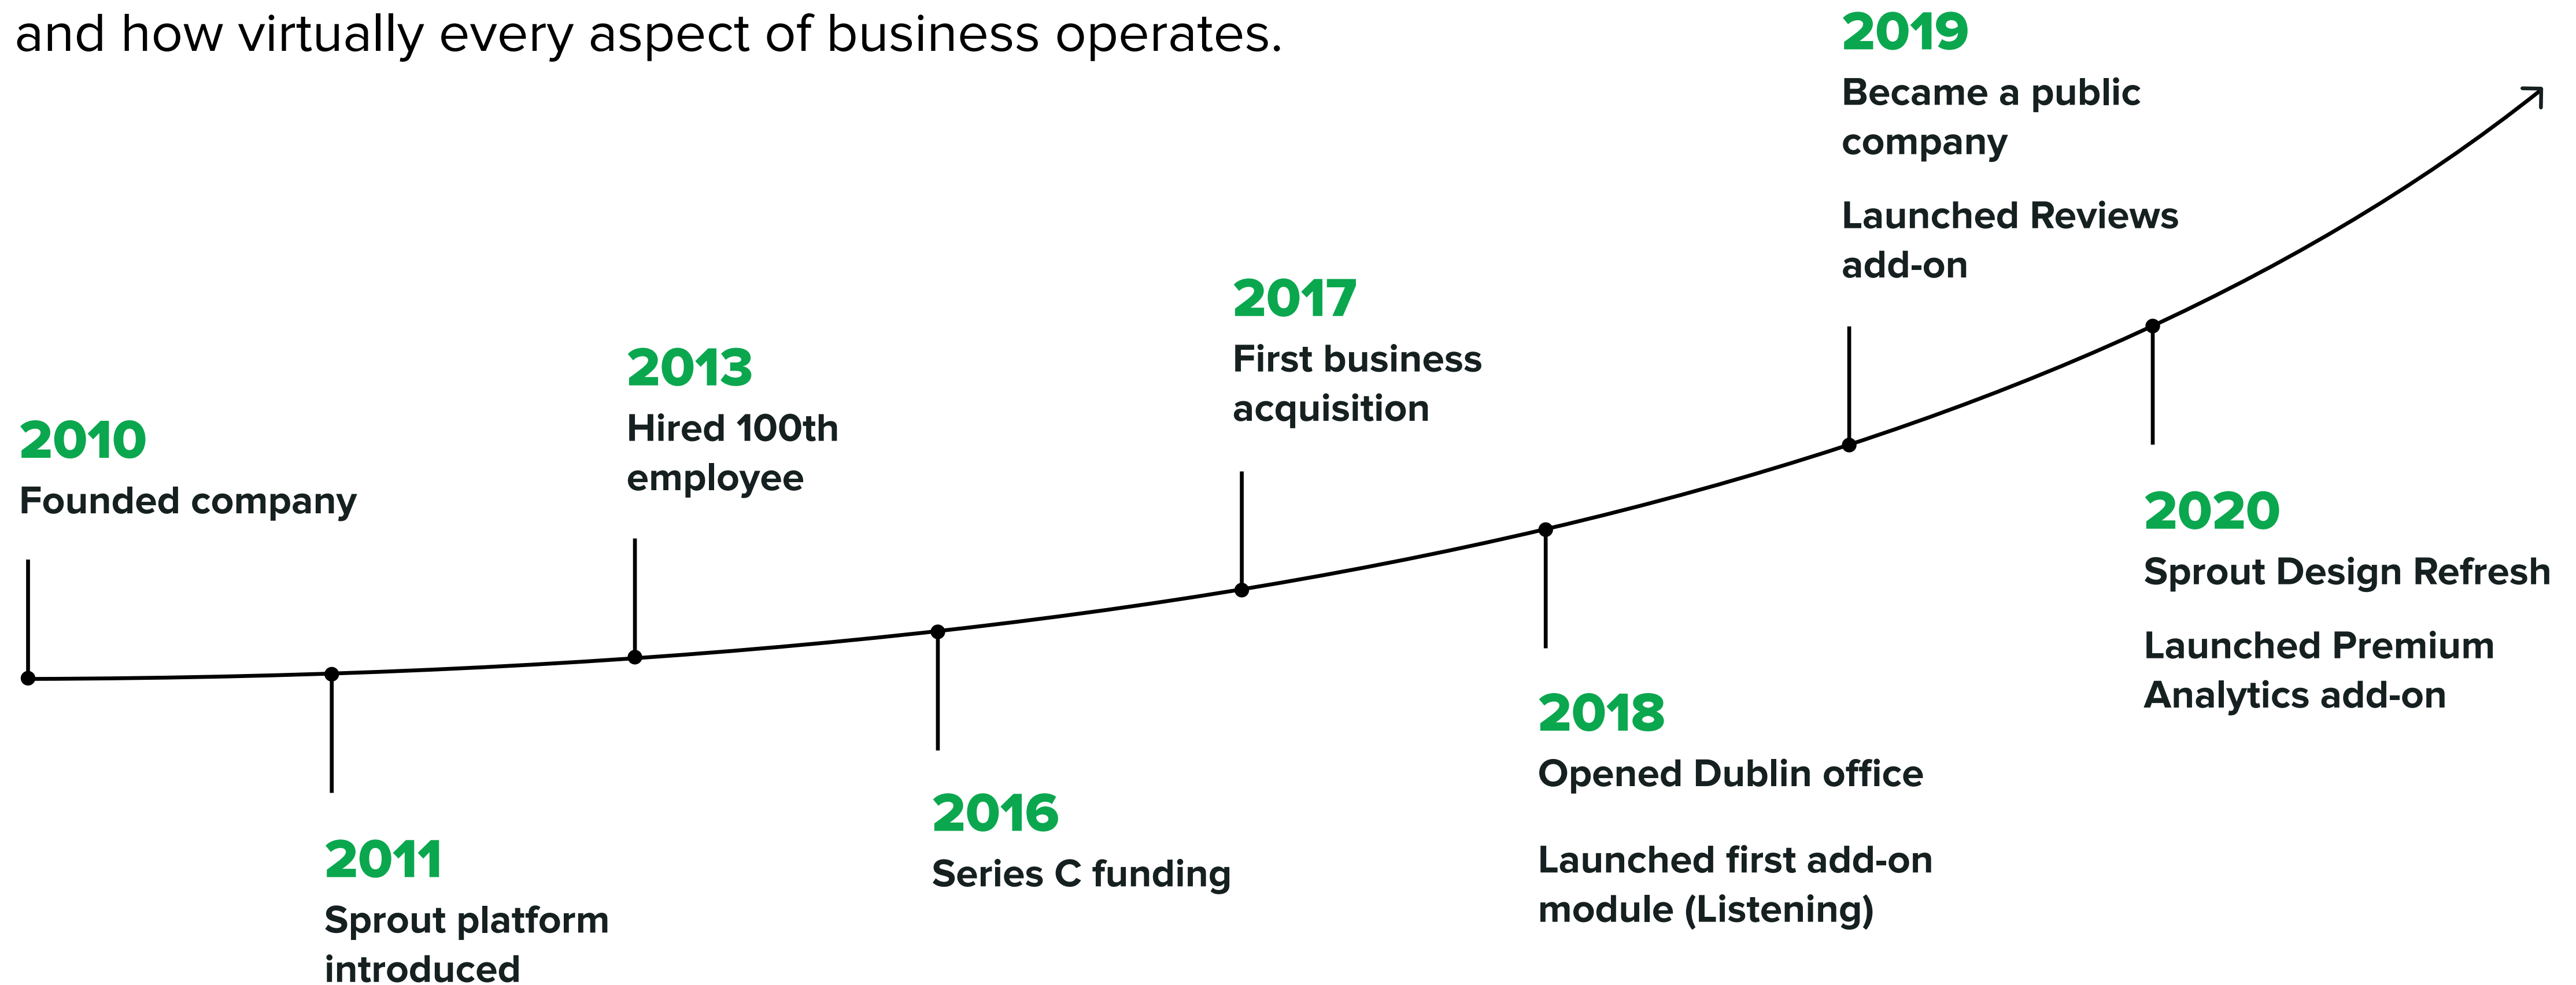 and how virtually every aspect of business operates.
2010
Founded company
2011
Sprout platform
introduced
2013
Hired 100th
employee
2016
Series C funding
2017
First business
acquisition
2018
Opened Dublin office
Launched first add-on
module (Listening)
2019
Became a public
company
Launched Reviews
add-on
2020
Sprout Design Refresh
Launched Premium
Analytics add-on